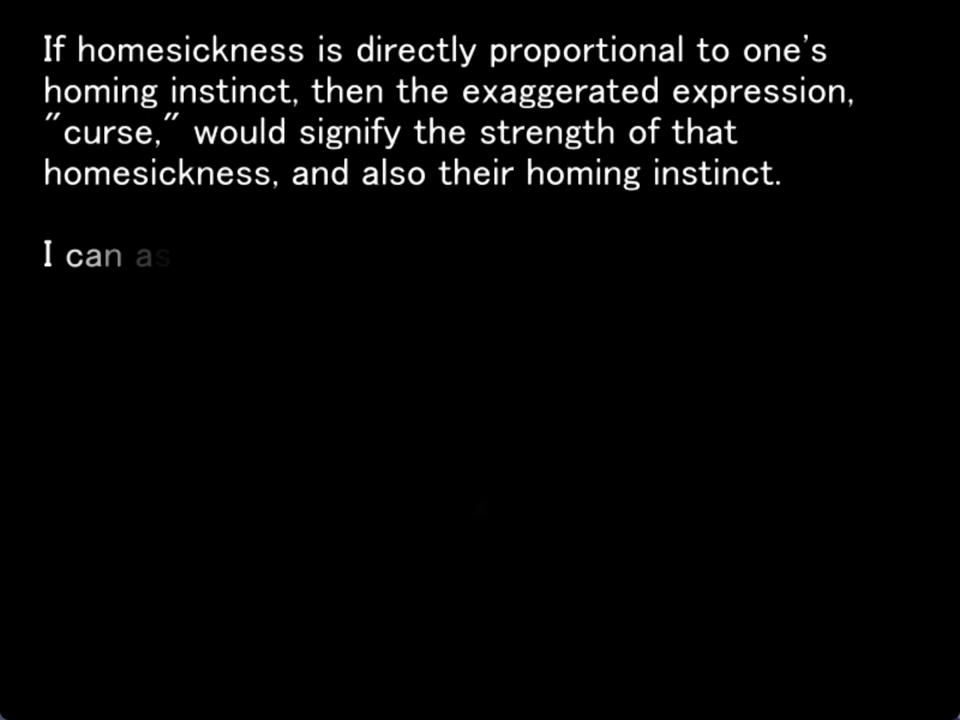 If homesickness is directly proportional to one's
homing instinct, then the exaggerated expression,
"curse," would signify the strength of that
homesickness, and also their homing instinct.
I can as